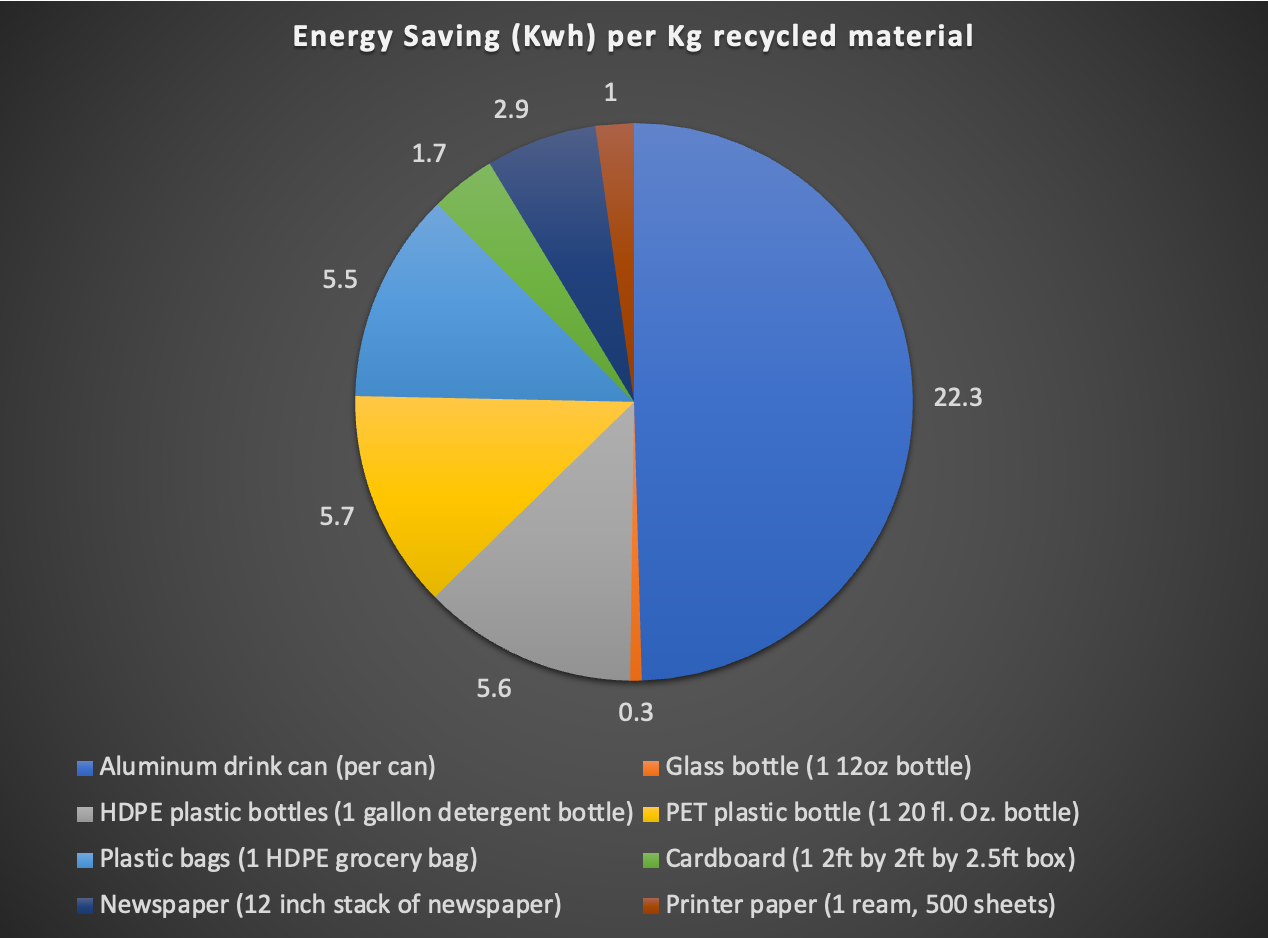 Energy Saving (Kwh) per Kg recycled material
1
2.9
1.7
5.5
22.3
5.7
5.6
0.3
Aluminum drink can (per can)
Glass bottle (1 12oz bottle)
HDPE plastic bottles (1 gallon detergent bottle)
PET plastic bottle (1 20 fl. Oz. bottle)
Plastic bags (1 HDPE grocery bag)
Cardboard (1 2ft by 2ft by 2.5ft box)
Newspaper (12 inch stack of newspaper)
Printer paper (1 ream, 500 sheets)